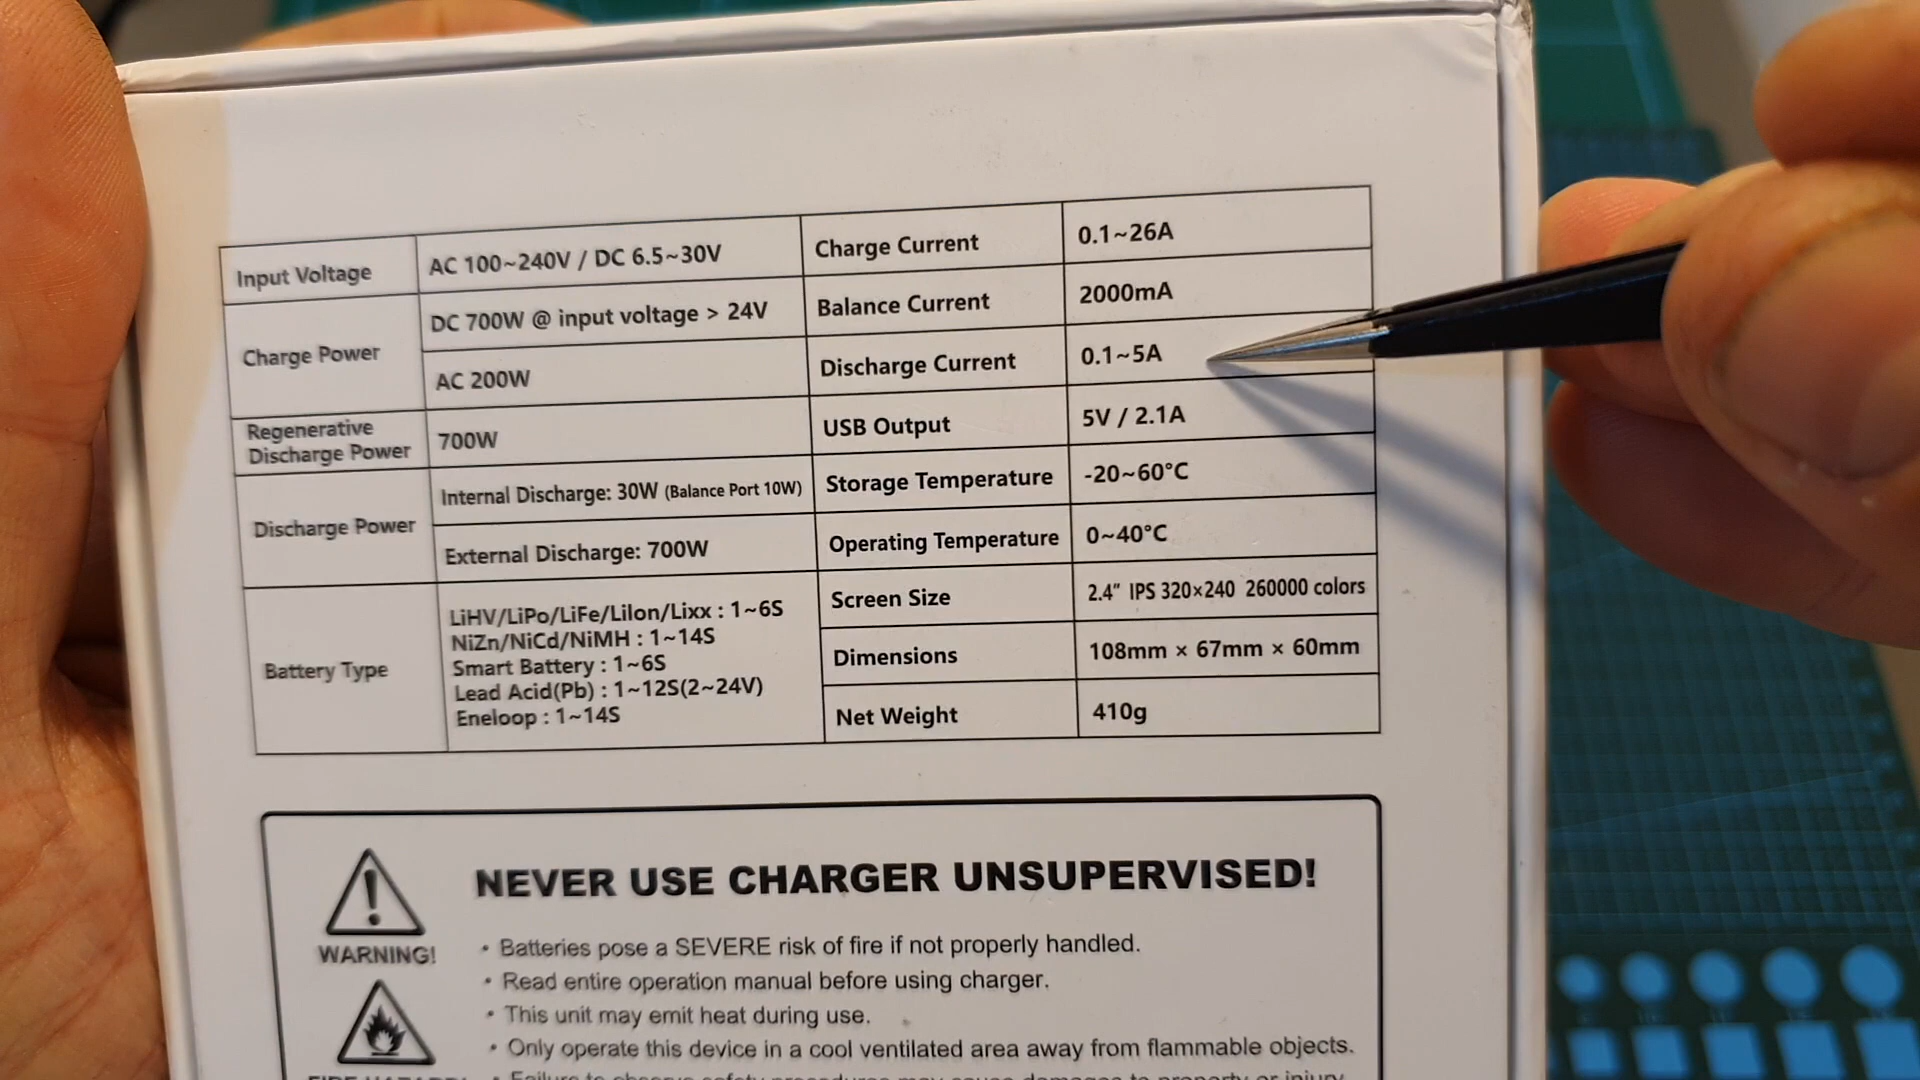 Input Voltage
AC 100~240V / DC 6.5~30V
Charge Power
DC 700W @ input voltage > 24V
AC 200W
Regenerative
Discharge Power
700W
Discharge Power
Internal Discharge: 30W (Balance Port 10W)
External Discharge: 700W
Battery Type
LiHV/LiPo/LiFe/LiIon/Lixx : 1~6S
NiZn/NiCd/NiMH : 1~14S
Smart Battery : 1~6S
Lead Acid(Pb) : 1~12S(2~24V)
Eneloop : 1~14S
Charge Current
0.1~26A
Balance Current
2000mA
Discharge Current
0.1~5A
USB Output
5V / 2.1A
Storage Temperature
-20~60°C
Operating Temperature
0~40°C
Screen Size
2.4" IPS 320×240 260000 colors
Dimensions
108mm × 67mm × 60mm
Net Weight
410g
NEVER USE CHARGER UNSUPERVISED!
WARNING!
• Batteries pose a SEVERE risk of fire if not properly handled.
• Read entire operation manual before using charger.
• This unit may emit heat during use.
• Only operate this device in a cool ventilated area away from flammable objects.